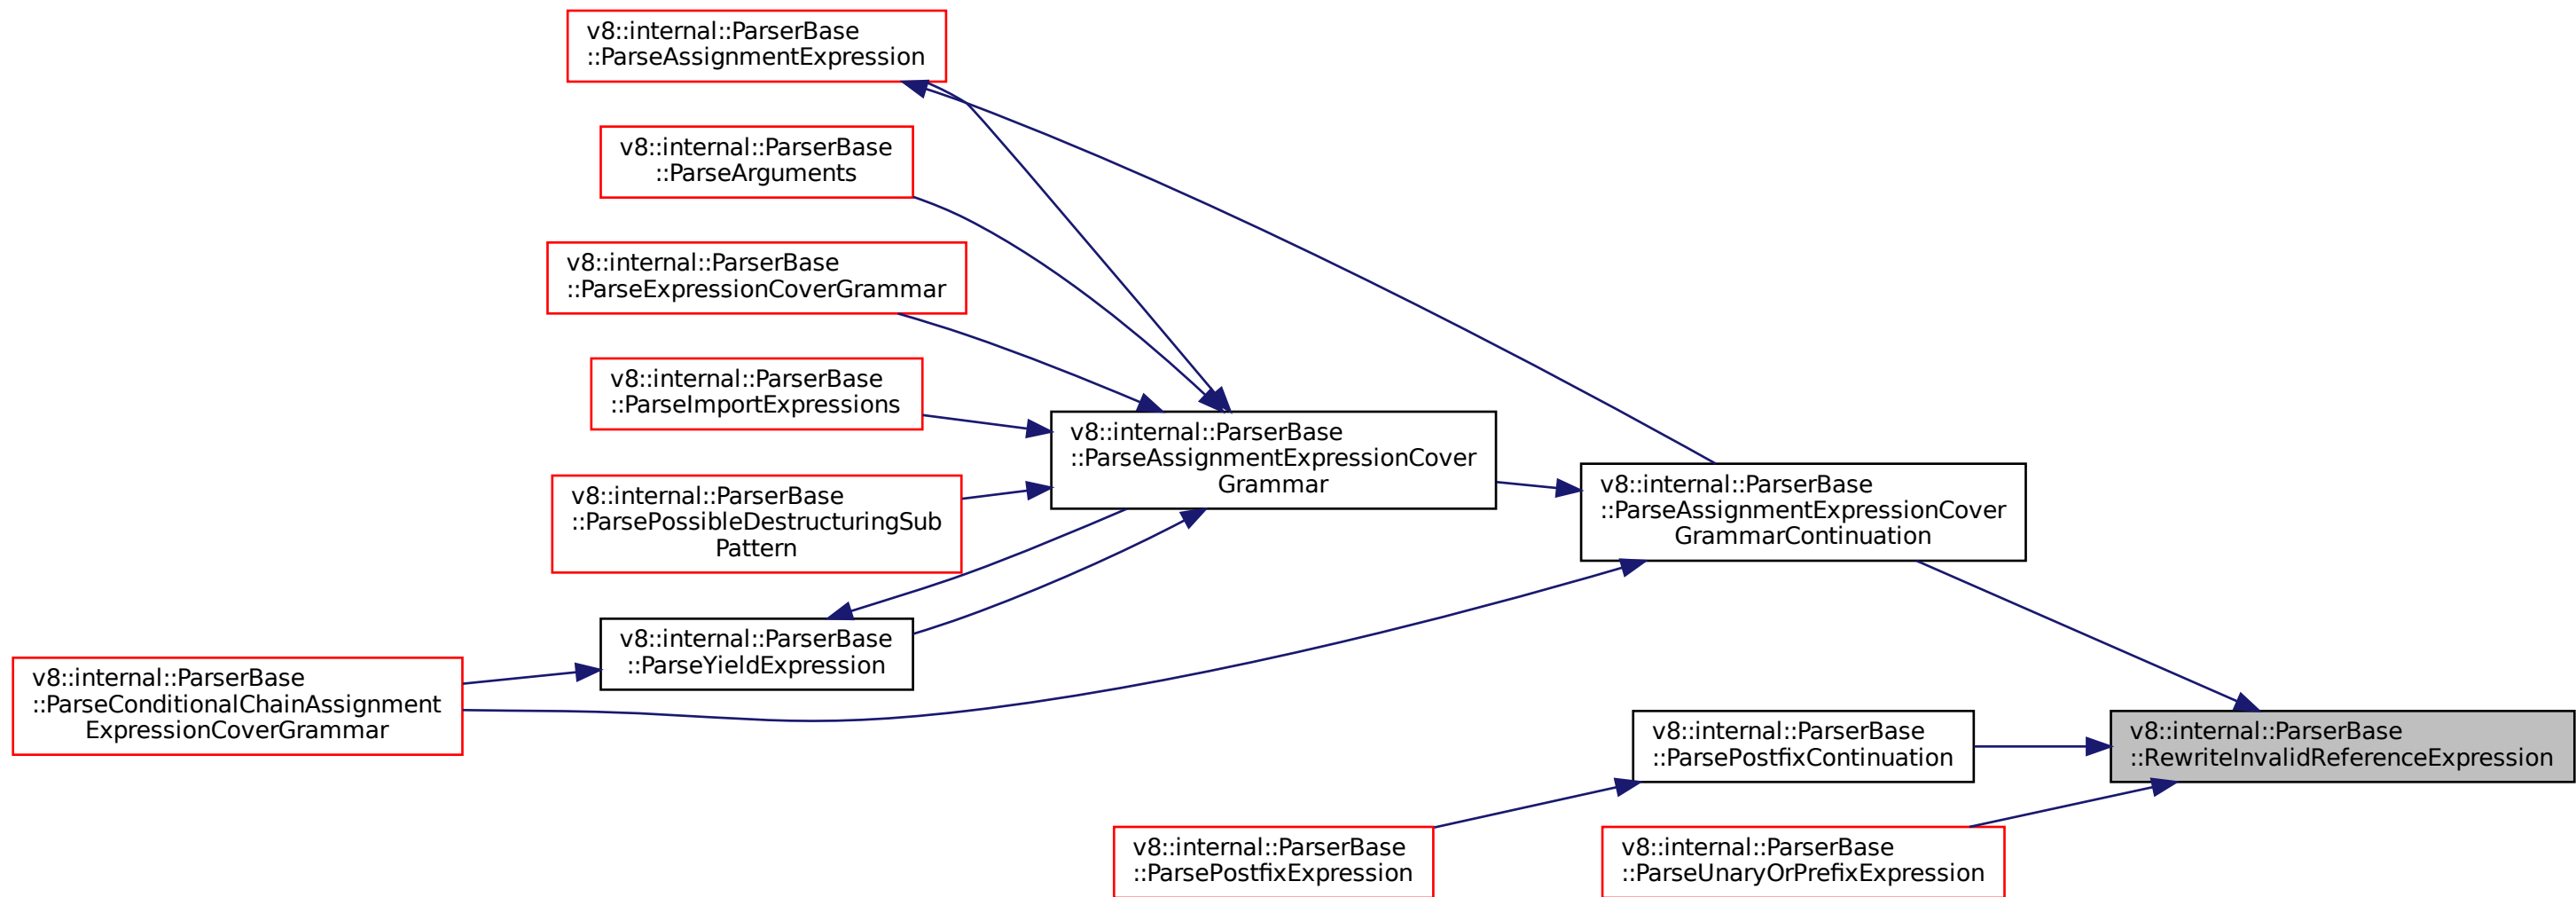 v8::internal::ParserBase
::ParseAssignmentExpression
v8::internal::ParserBase
::ParseArguments
v8::internal::ParserBase
::ParseExpressionCoverGrammar
v8::internal::ParserBase
::ParseImportExpressions
v8::internal::ParserBase
::ParseAssignmentExpressionCover
Grammar
v8::internal::ParserBase
::ParseAssignmentExpressionCover
GrammarContinuation
v8::internal::ParserBase
::ParsePossibleDestructuringSub
Pattern
v8::internal::ParserBase
::ParseYieldExpression
v8::internal::ParserBase
::ParseConditionalChainAssignment
ExpressionCoverGrammar
v8::internal::ParserBase
::ParsePostfixContinuation
v8::internal::ParserBase
::RewriteInvalidReferenceExpression
v8::internal::ParserBase
::ParsePostfixExpression
v8::internal::ParserBase
::ParseUnaryOrPrefixExpression